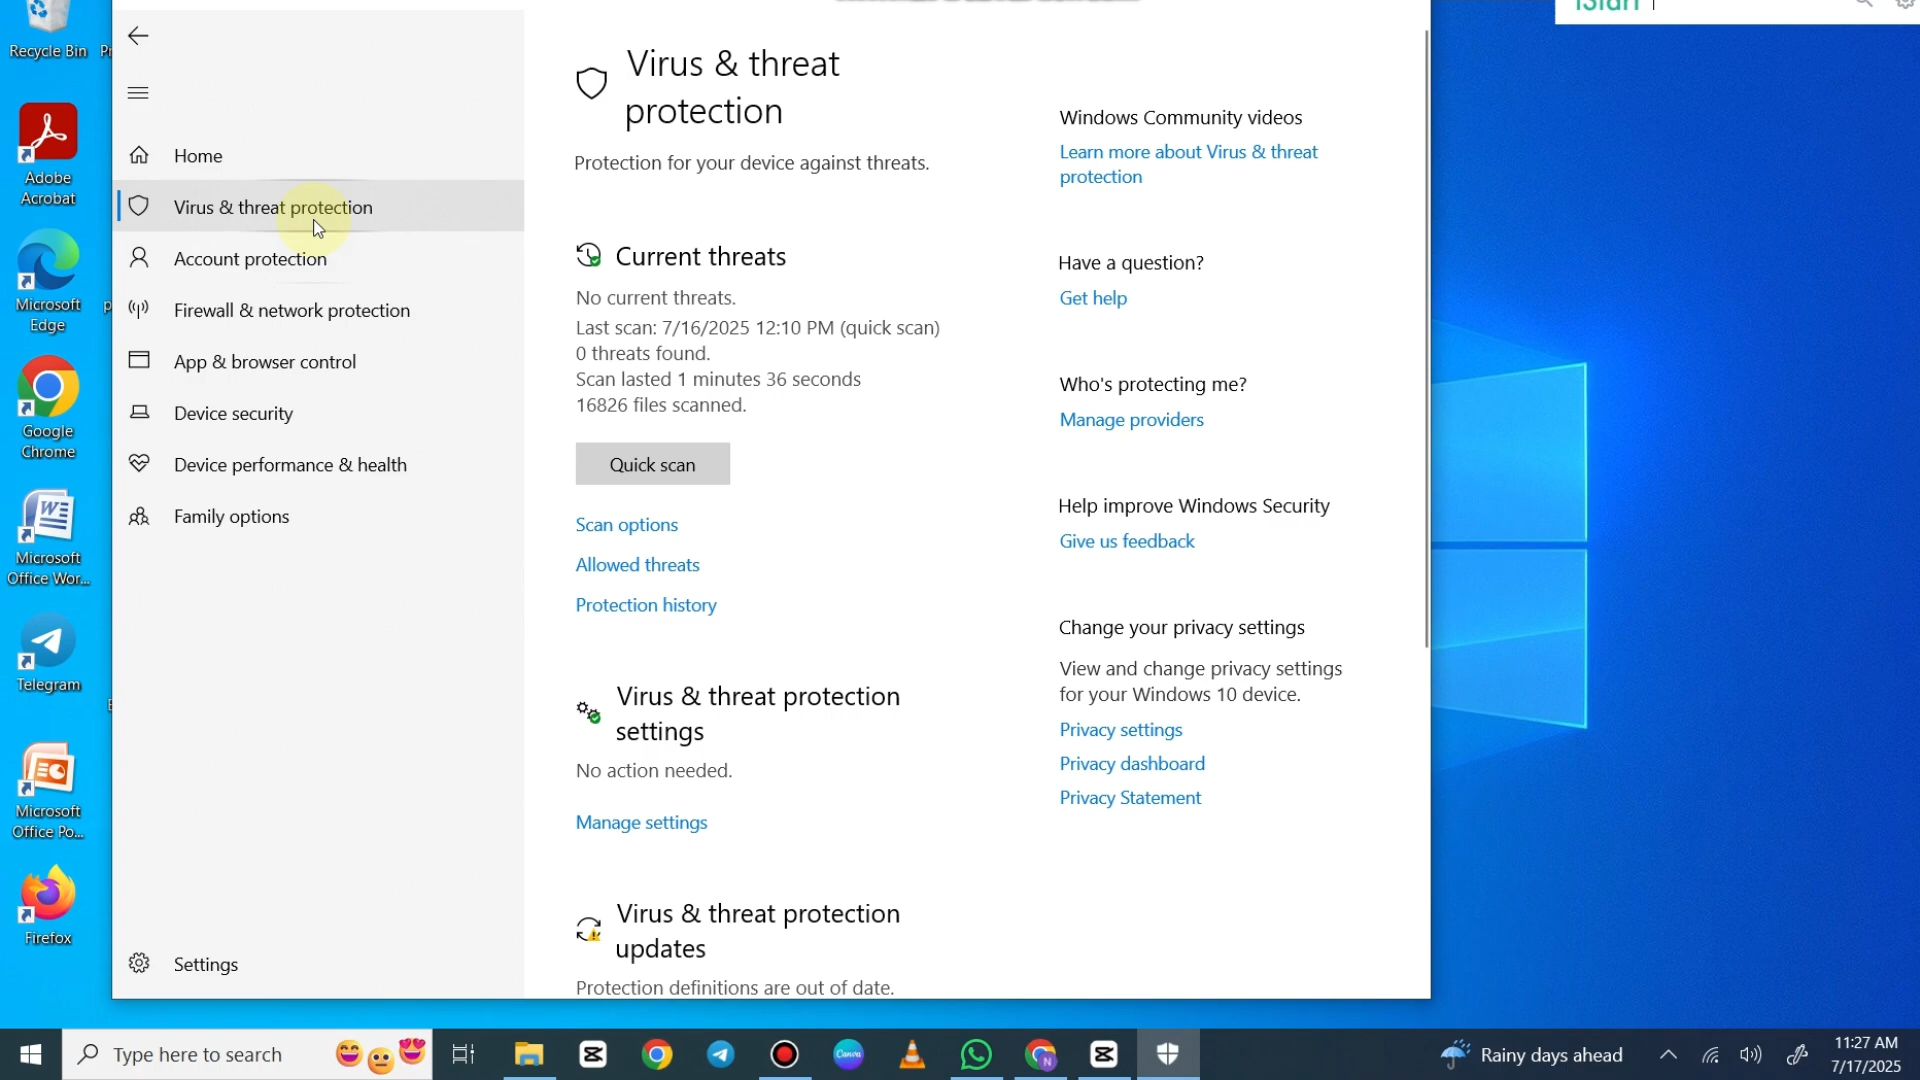 Recycle Bin
Adobe
Acrobat
Microsoft
Edge
Google
Chrome
Microsoft
Office Wor...
Telegram
Microsoft
Office Po...
Firefox
Home
Virus & threat protection
Account protection
Firewall & network protection
App & browser control
Device security
Device performance & health
Family options
Settings
Virus & threat
protection
Protection for your device against threats.
Current threats
No current threats.
Last scan: 7/16/2025 12:10 PM (quick scan)
0 threats found.
Scan lasted 1 minutes 36 seconds
16826 files scanned.
Quick scan
Scan options
Allowed threats
Protection history
Virus & threat protection
settings
No action needed.
Manage settings
Virus & threat protection
updates
Protection definitions are out of date.
Windows Community videos
Learn more about Virus & threat
protection
Have a question?
Get help
Who's protecting me?
Manage providers
Help improve Windows Security
Give us feedback
Change your privacy settings
View and change privacy settings
for your Windows 10 device.
Privacy settings
Privacy dashboard
Privacy Statement
iStart
Type here to search
Canva
N
Rainy days ahead
11:27 AM
7/17/2025